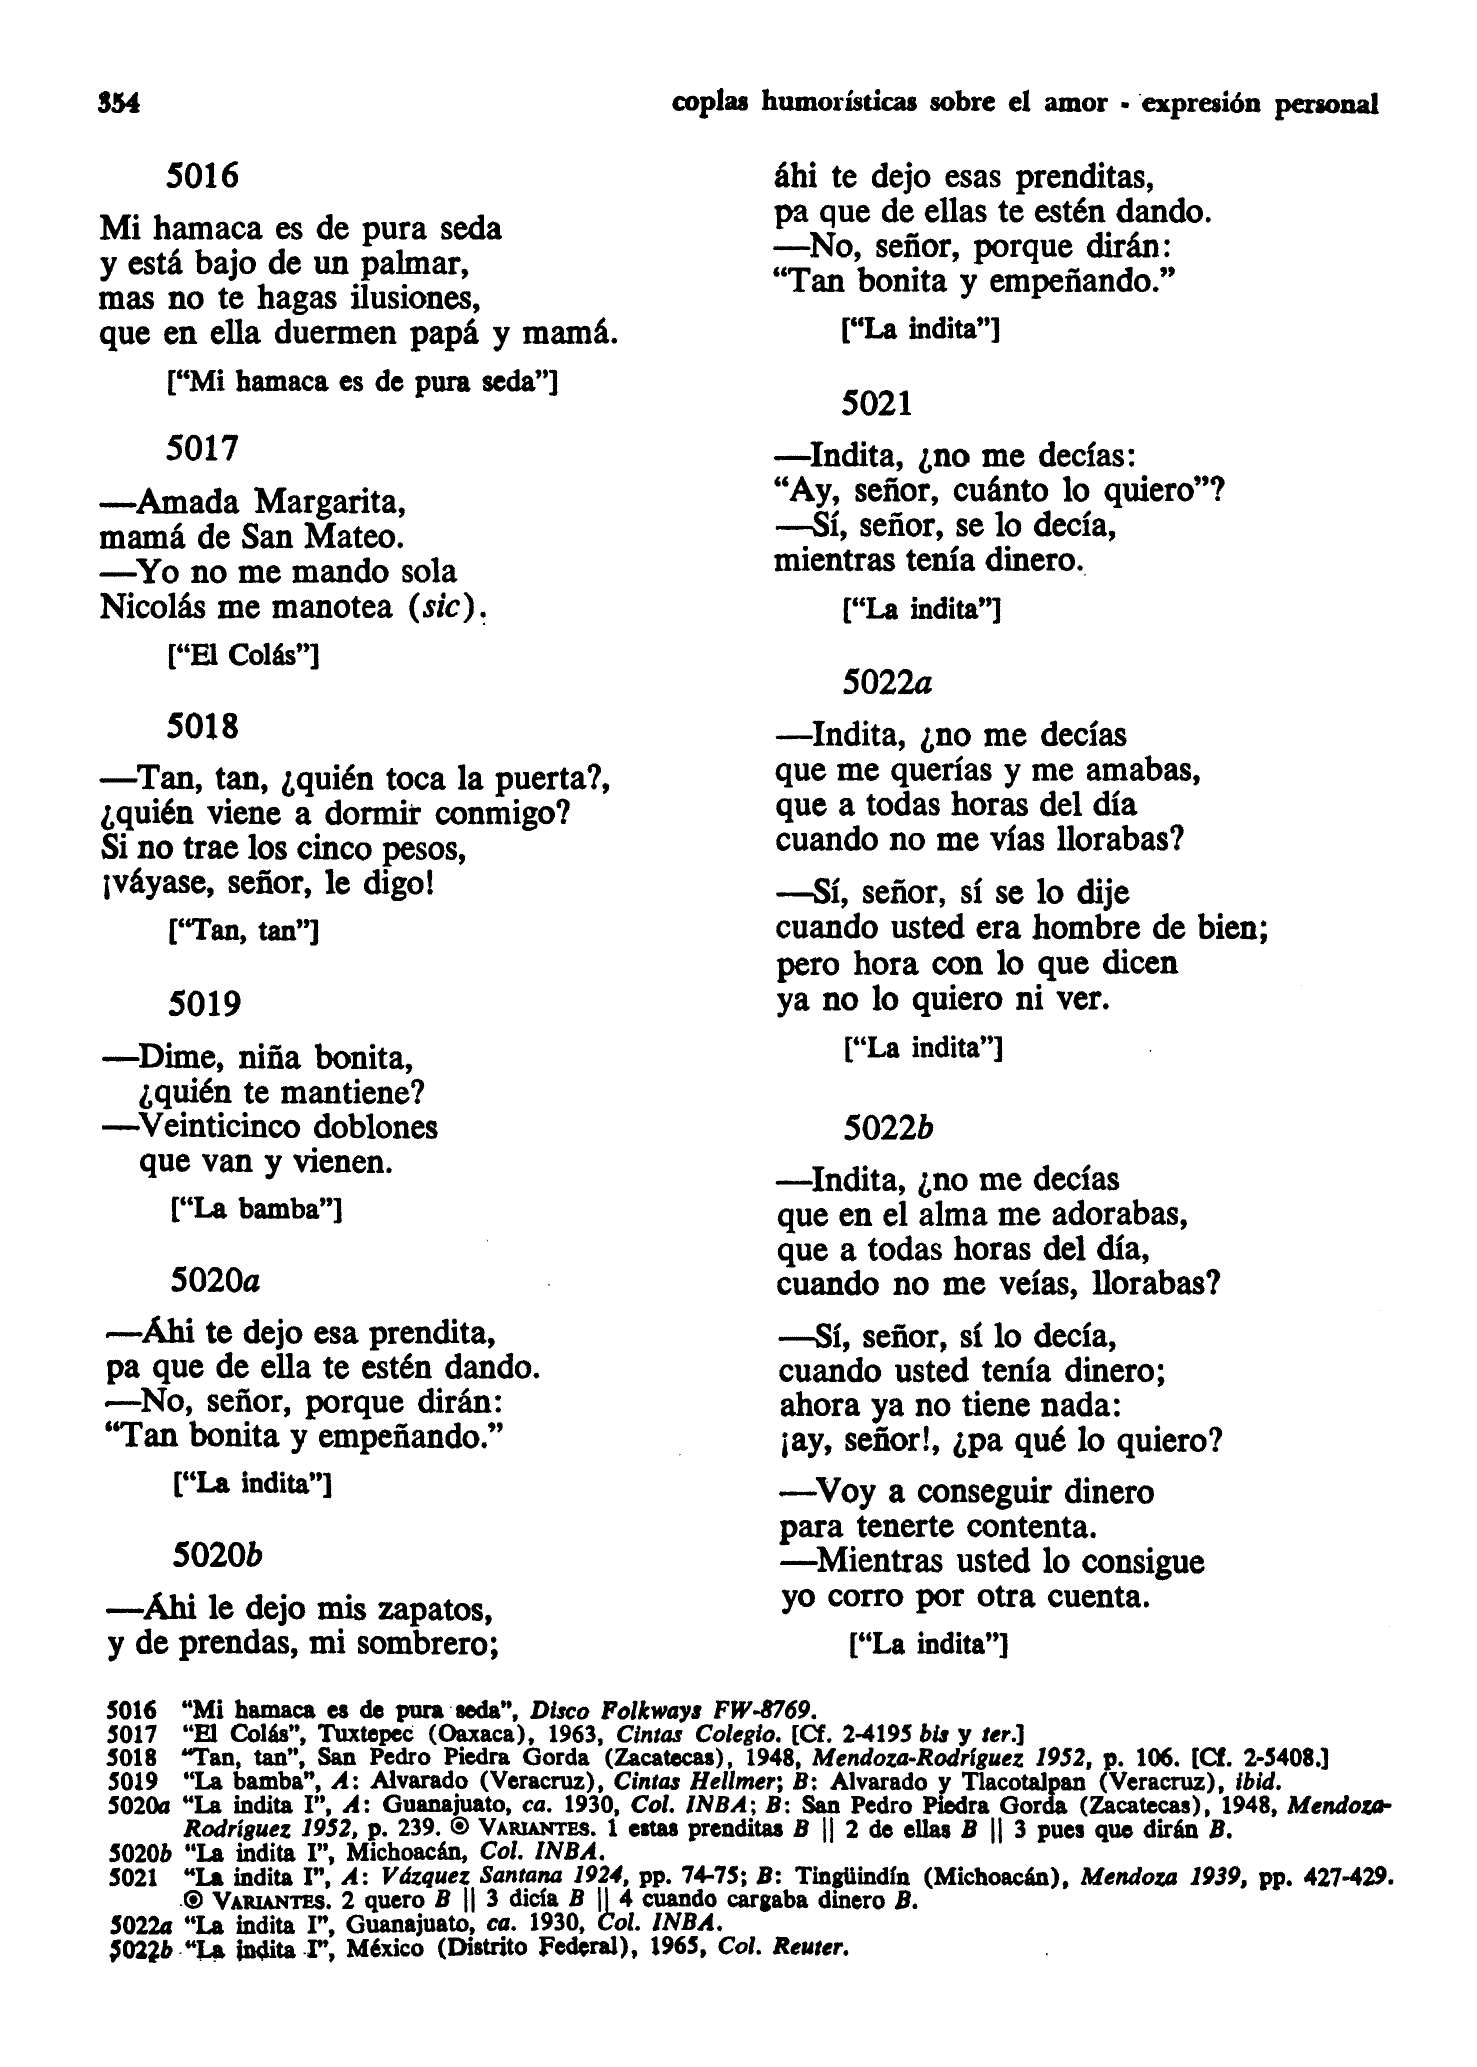 354
coplas humorísticas sobre el amor - expresión personal
5016
Mi hamaca es de pura seda
y está bajo de un palmar,
mas no te hagas ilusiones,
que en ella duermen papá y mamá.
["Mi hamaca es de pura seda"]
5017
—Amada Margarita,
mamá de San Mateo.
—Yo no me mando sola
Nicolás me manotea (sic).
["El Colás"]
5018
—Tan, tan, ¿quién toca la puerta?,
¿quién viene a dormir conmigo?
Si no trae los cinco pesos,
¡váyase, señor, le digo!
["Tan, tan"]
5019
—Dime, niña bonita,
¿quién te mantiene?
—Veinticinco doblones
que van y vienen.
["La bamba"]
5020a
—Áhi te dejo esa prendita,
pa que de ella te estén dando.
—No, señor, porque dirán:
"Tan bonita y empeñando."
["La indita"]
5020b
—Áhi le dejo mis zapatos,
y de prendas, mi sombrero;
áhi te dejo esas prenditas,
pa que de ellas te estén dando.
—No, señor, porque dirán:
"Tan bonita y empeñando."
["La indita"]
5021
—Indita, ¿no me decías:
"Ay, señor, cuánto lo quiero"?
—Sí, señor, se lo decía,
mientras tenía dinero.
["La indita"]
5022a
—Indita, ¿no me decías
que me querías y me amabas,
que a todas horas del día
cuando no me vías llorabas?
—Sí, señor, sí se lo dije
cuando usted era hombre de bien;
pero hora con lo que dicen
ya no lo quiero ni ver.
["La indita"]
5022b
—Indita, ¿no me decías
que en el alma me adorabas,
que a todas horas del día,
cuando no me veías, llorabas?
—Sí, señor, sí lo decía,
cuando usted tenía dinero;
ahora ya no tiene nada:
¡ay, señor!, ¿pa qué lo quiero?
—Voy a conseguir dinero
para tenerte contenta.
—Mientras usted lo consigue
yo corro por otra cuenta.
["La indita"]
5016 "Mi hamaca es de pura seda", Disco Folkways FW-8769.
5017 "El Colás", Tuxtepec (Oaxaca), 1963, Cintas Colegio. [Cf. 2-4195 bis y ter.]
5018 "Tan, tan", San Pedro Piedra Gorda (Zacatecas), 1948, Mendoza-Rodríguez 1952, p. 106. [Cf. 2-5408.]
5019 "La bamba", A: Alvarado (Veracruz), Cintas Hellmer; B: Alvarado y Tlacotalpan (Veracruz), ibid.
5020a "La indita I", A: Guanajuato, ca. 1930, Col. INBA; B: San Pedro Piedra Gorda (Zacatecas), 1948, Mendoza-
Rodríguez 1952, p. 239. ⊙ VARIANTES. 1 estas prenditas B || 2 de ellas B || 3 pues que dirán B.
5020b "La indita I", Michoacán, Col. INBA.
5021 "La indita I", A: Vázquez Santana 1924, pp. 74-75; B: Tingüindín (Michoacán), Mendoza 1939, pp. 427-429.
⊙ VARIANTES. 2 quero B || 3 dicía B || 4 cuando cargaba dinero B.
5022a "La indita I", Guanajuato, ca. 1930, Col. INBA.
5022b "La indita I", México (Distrito Federal), 1965, Col. Reuter.